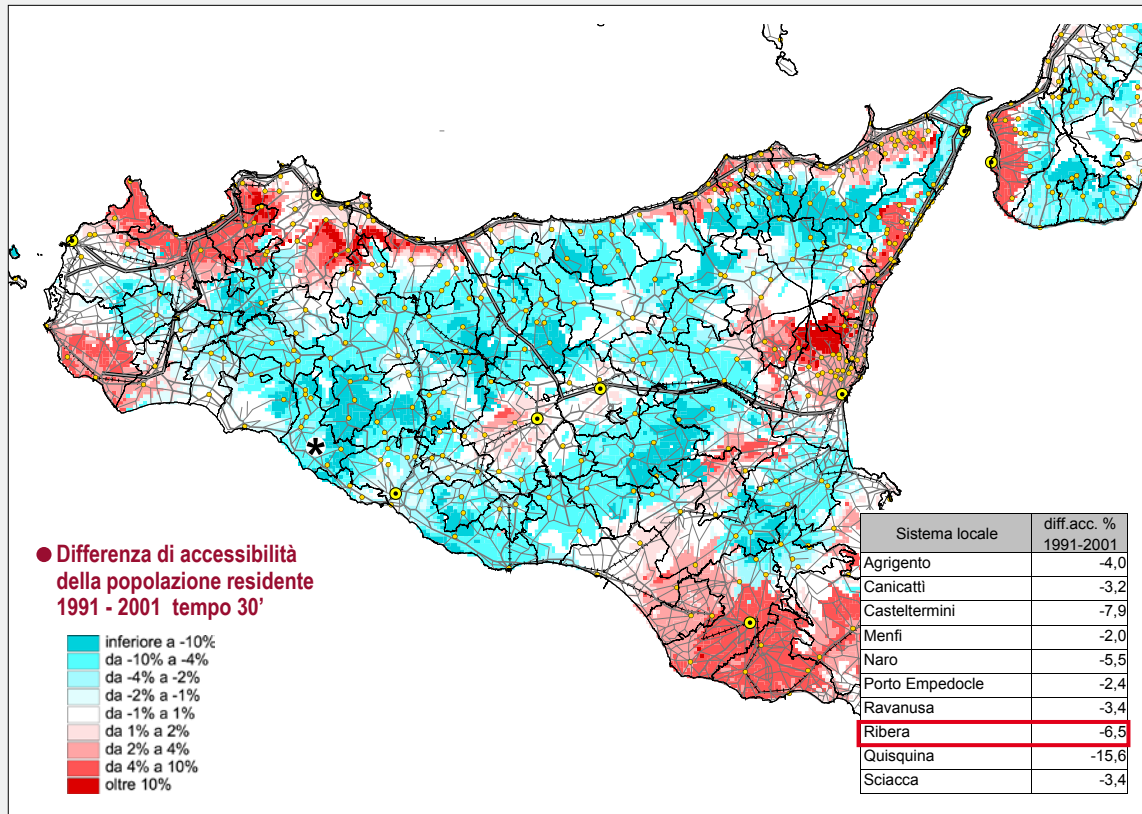 *
● Differenza di accessibilità
della popolazione residente
1991 - 2001 tempo 30’
inferiore a -10%
da -10% a -4%
da -4% a -2%
da -2% a -1%
da -1% a 1%
da 1% a 2%
da 2% a 4%
da 4% a 10%
oltre 10%
Sistema locale diff.acc. %
1991-2001
Agrigento -4,0
Canicattì -3,2
Casteltermini -7,9
Menfi -2,0
Naro -5,5
Porto Empedocle -2,4
Ravanusa -3,4
Ribera -6,5
Quisquina -15,6
Sciacca -3,4